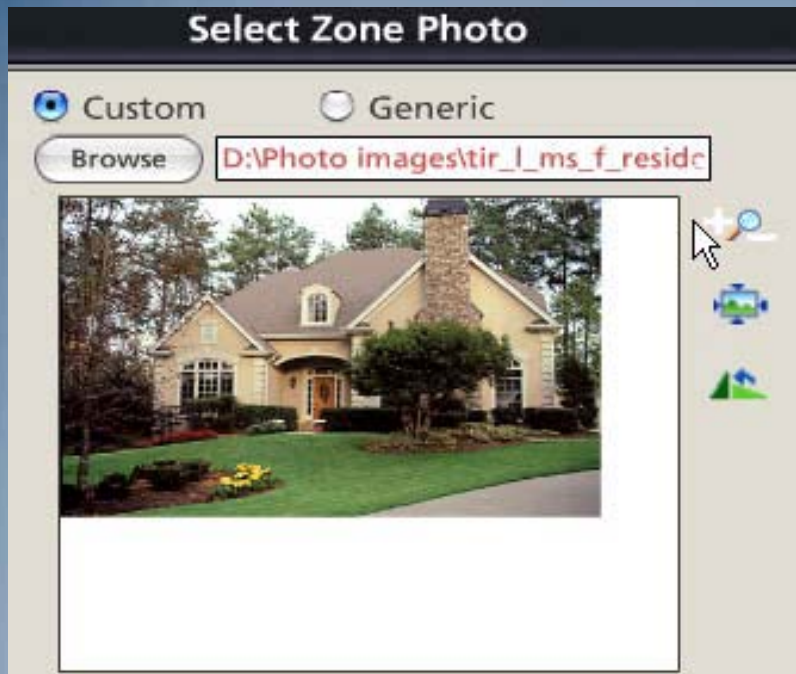 Select Zone Photo
Custom Generic
Browse D:\Photo images\tir_l_ms_f_reside